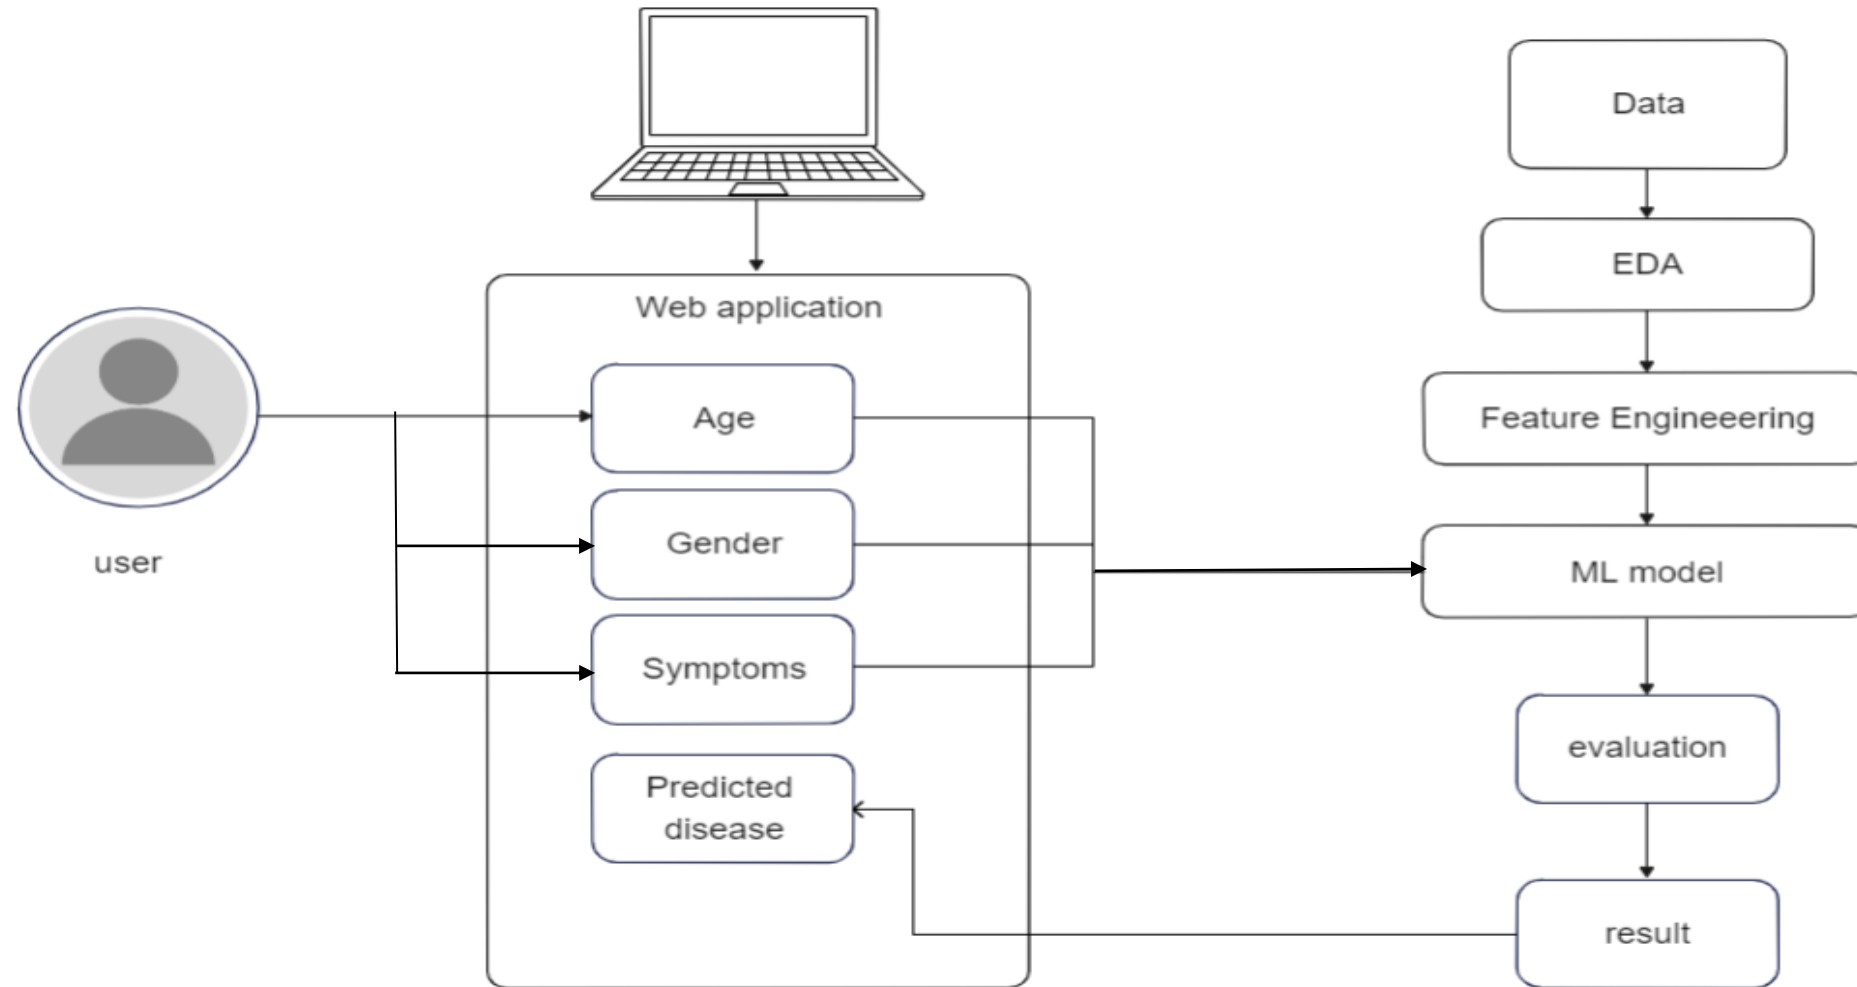 Data
EDA
Web application
Age
Feature Engineeering
Gender
user
ML model
Symptoms
evaluation
Predicted
disease
result